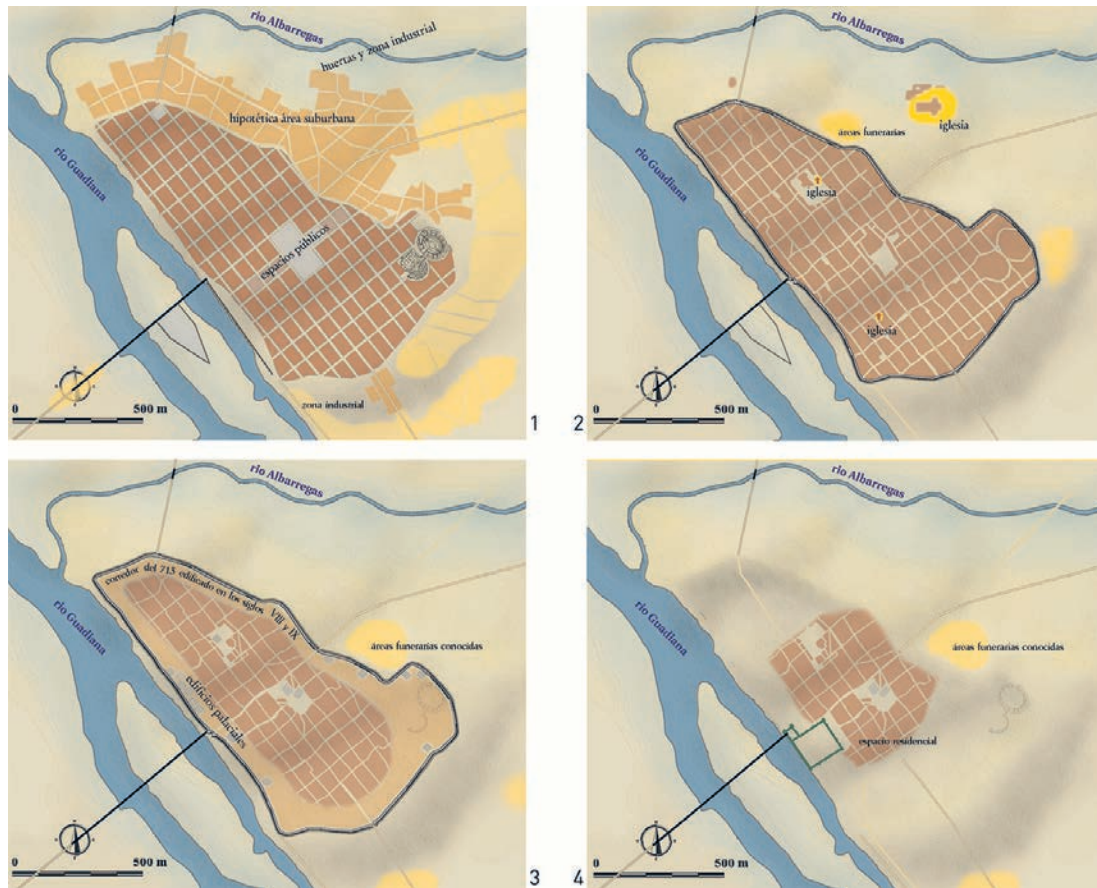 río Albarregas
huertas y zona industrial
hipotética área suburbana
río Guadiana
espacios públicos
zona industrial
0 500 m
1
río Albarregas
iglesia
áreas funerarias
río Guadiana
iglesia
iglesia
0 500 m
2
río Albarregas
corredor del 713 edificado en los siglos VIII y IX
río Guadiana
áreas funerarias conocidas
edificios palaciales
0 500 m
3
río Albarregas
río Guadiana
áreas funerarias conocidas
espacio residencial
0 500 m
4